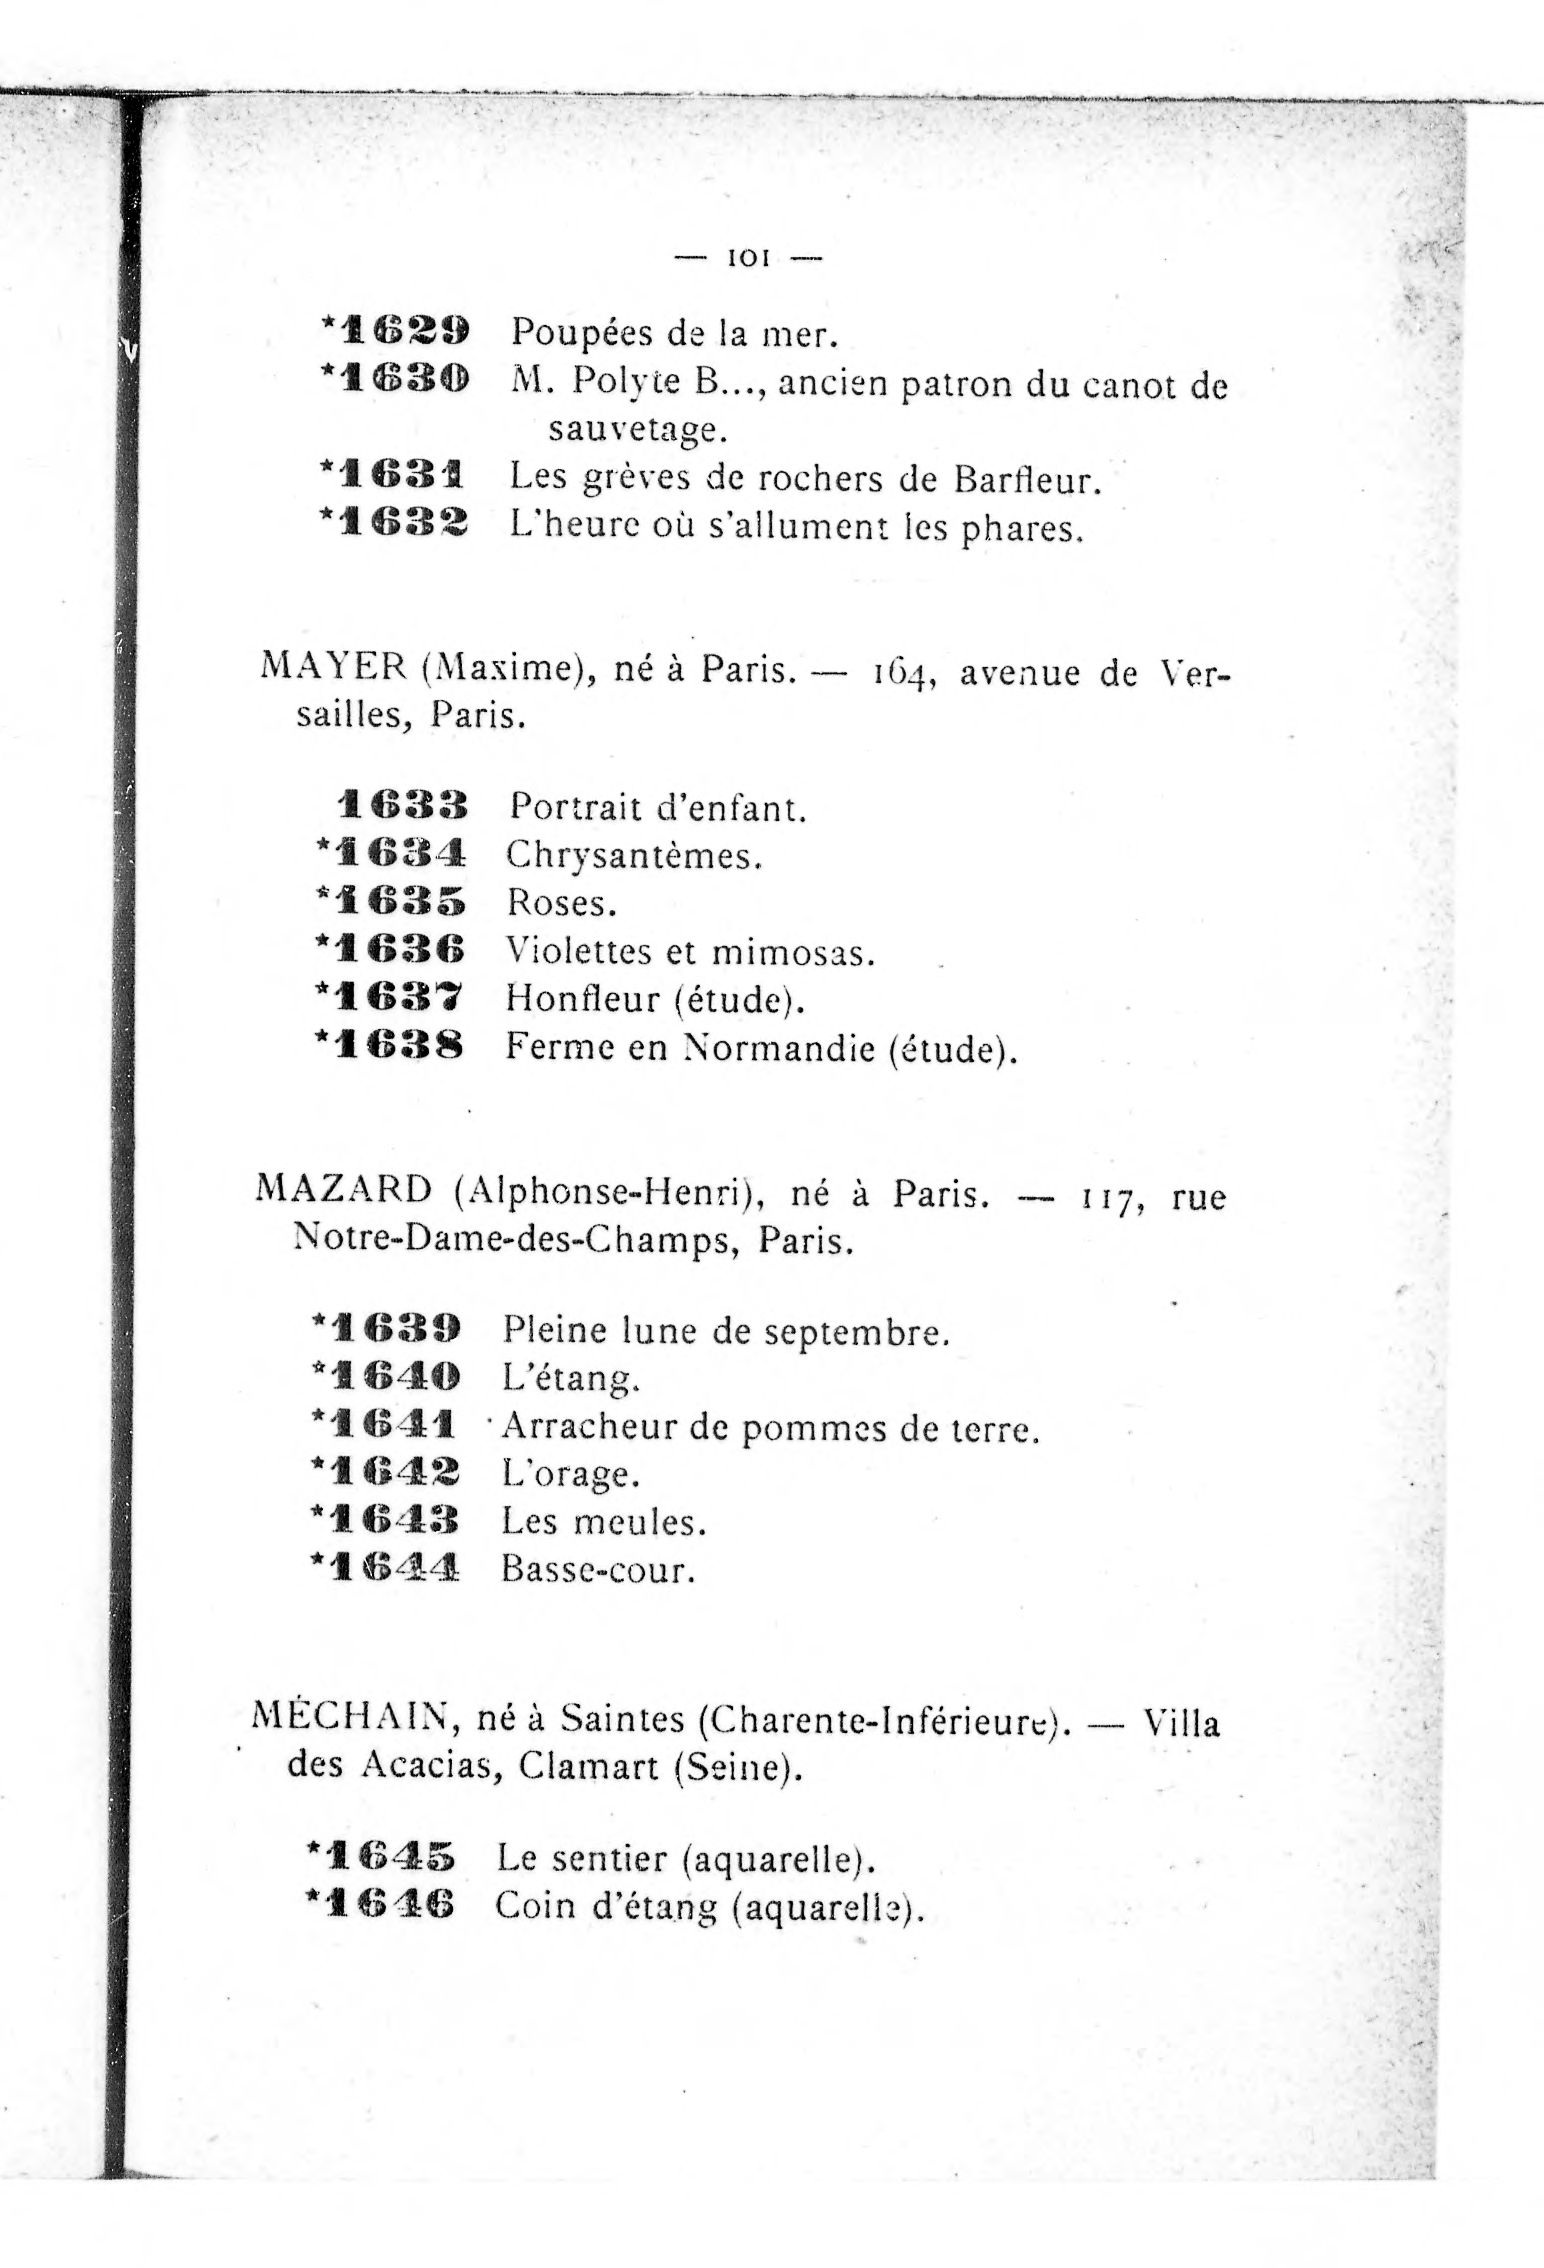 — 101 —
*1629 Poupées de la mer.
*1630 M. Polyte B..., ancien patron du canot de
sauvetage.
*1631 Les grèves de rochers de Barfleur.
*1632 L'heure où s'allument les phares.
MAYER (Maxime), né à Paris. — 164, avenue de Ver-
sailles, Paris.
1633 Portrait d'enfant.
*1634 Chrysantèmes.
*1635 Roses.
*1636 Violettes et mimosas.
*1637 Honfleur (étude).
*1638 Ferme en Normandie (étude).
MAZARD (Alphonse-Henri), né à Paris. — 117, rue
Notre-Dame-des-Champs, Paris.
*1639 Pleine lune de septembre.
*1640 L'étang.
*1641 Arracheur de pommes de terre.
*1642 L'orage.
*1643 Les meules.
*1644 Basse-cour.
MÉCHAIN, né à Saintes (Charente-Inférieure). — Villa
des Acacias, Clamart (Seine).
*1645 Le sentier (aquarelle).
*1646 Coin d'étang (aquarelle).